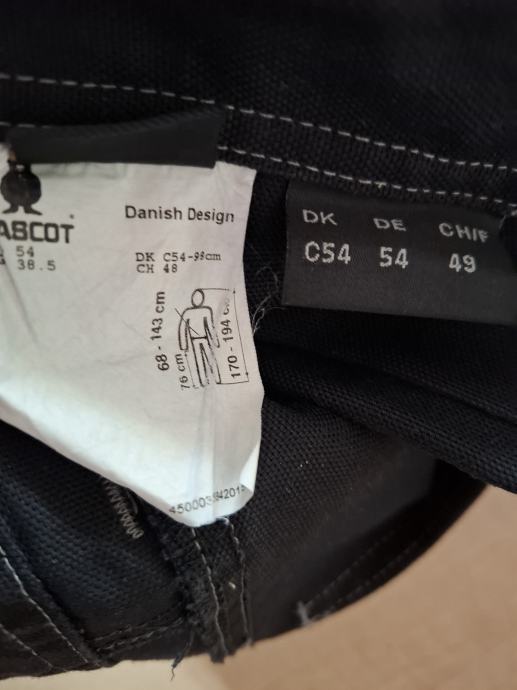 ASCOT
Danish Design
54
38.5
DK C54-98cm
CH 48
68 - 143 cm
76 cm
170 - 194
DK DE CH/F
C54 54 49